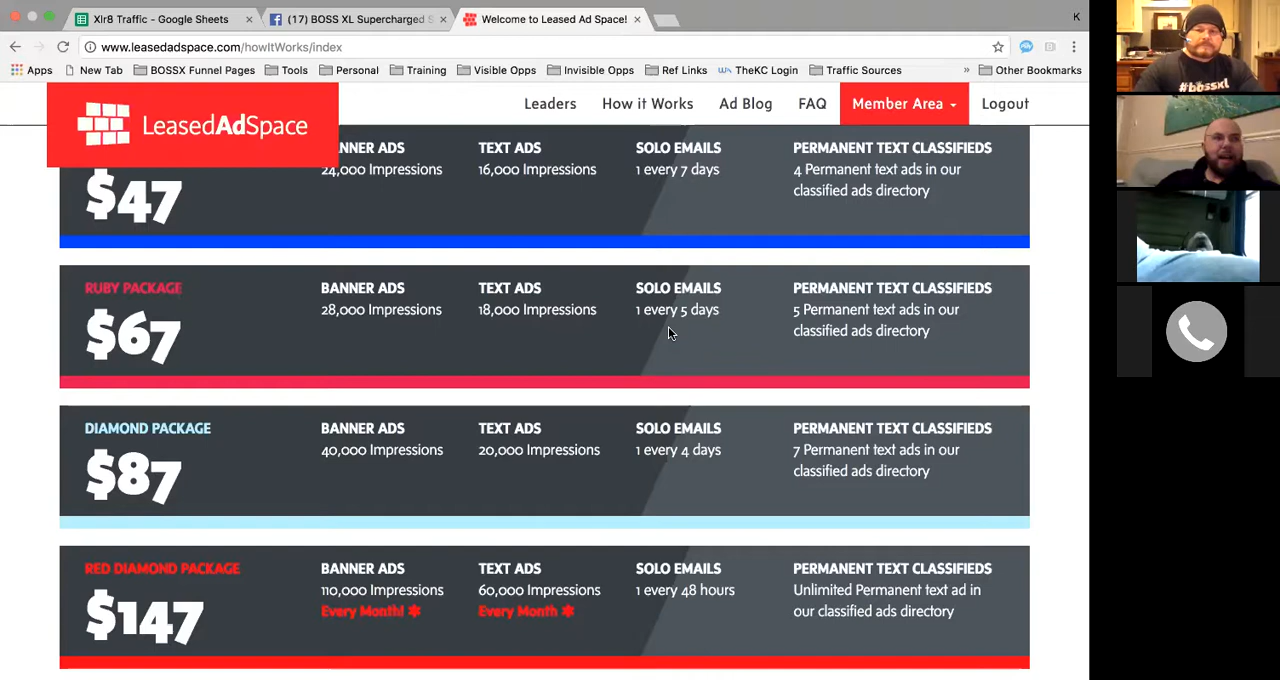 Xlr8 Traffic - Google Sheets
(17) BOSS XL Supercharged S
Welcome to Leased Ad Space!
K
www.leasedadspace.com/howItWorks/index
Apps
New Tab
BOSSX Funnel Pages
Tools
Personal
Training
Visible Opps
Invisible Opps
Ref Links
TheKC Login
Traffic Sources
»
Other Bookmarks
LeasedAdSpace
Leaders
How it Works
Ad Blog
FAQ
Member Area
Logout
$47
ANNER ADS
24,000 Impressions
TEXT ADS
16,000 Impressions
SOLO EMAILS
1 every 7 days
PERMANENT TEXT CLASSIFIEDS
4 Permanent text ads in our
classified ads directory
RUBY PACKAGE
$67
BANNER ADS
28,000 Impressions
TEXT ADS
18,000 Impressions
SOLO EMAILS
1 every 5 days
PERMANENT TEXT CLASSIFIEDS
5 Permanent text ads in our
classified ads directory
DIAMOND PACKAGE
$87
BANNER ADS
40,000 Impressions
TEXT ADS
20,000 Impressions
SOLO EMAILS
1 every 4 days
PERMANENT TEXT CLASSIFIEDS
7 Permanent text ads in our
classified ads directory
RED DIAMOND PACKAGE
$147
BANNER ADS
110,000 Impressions
Every Month! *
TEXT ADS
60,000 Impressions
Every Month *
SOLO EMAILS
1 every 48 hours
PERMANENT TEXT CLASSIFIEDS
Unlimited Permanent text ad in
our classified ads directory
#bossxl